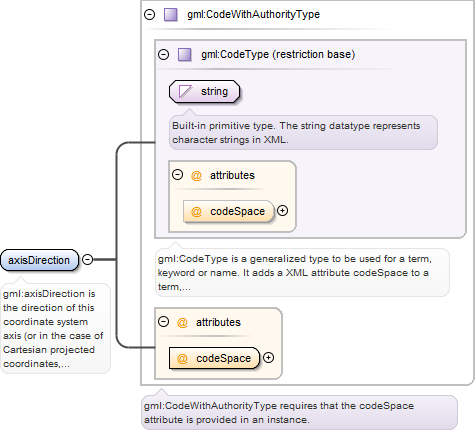 gml:CodeWithAuthorityType
gml:CodeType (restriction base)
string
Built-in primitive type. The string datatype represents
character strings in XML.
@ attributes
@ codeSpace
gml:CodeType is a generalized type to be used for a term,
keyword or name. It adds a XML attribute codeSpace to a
term,...
axisDirection
gml:axisDirection is
the direction of this
coordinate system
axis (or in the case of
Cartesian projected
coordinates,...
@ attributes
@ codeSpace
gml:CodeWithAuthorityType requires that the codeSpace
attribute is provided in an instance.